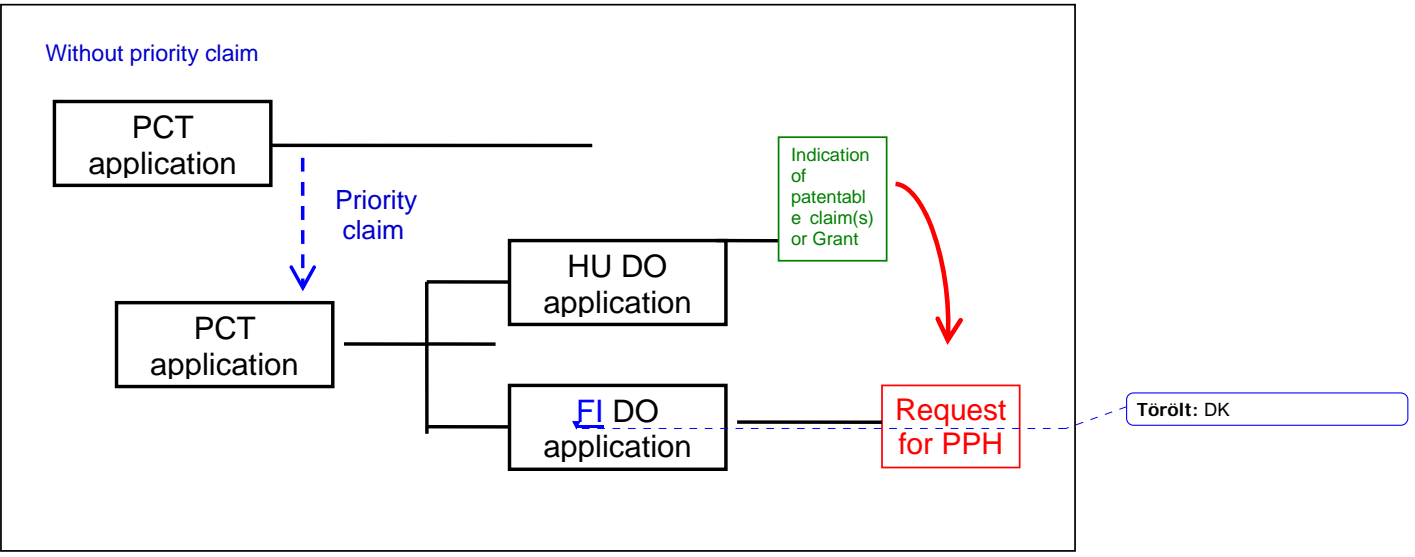 Without priority claim
PCT
application
Priority
claim
Indication
of
patentabl
e claim(s)
or Grant
HU DO
application
PCT
application
FI DO
application
Request
for PPH
Törölt: DK